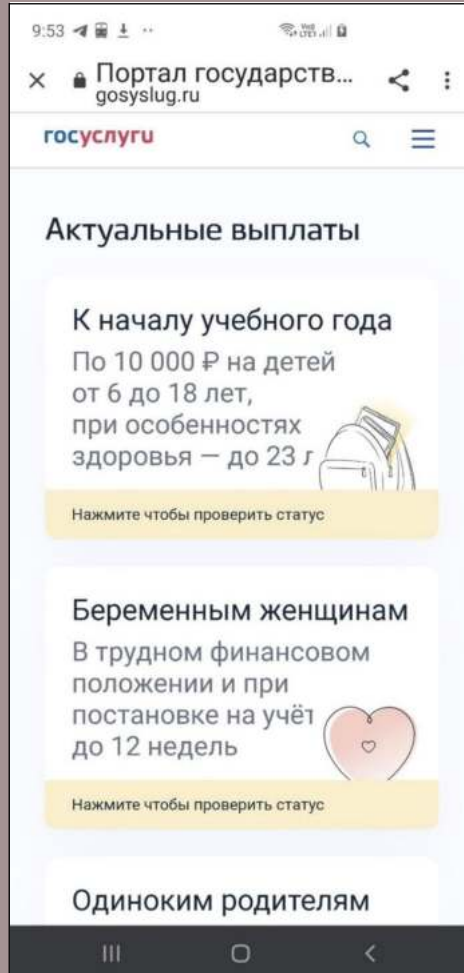 9:53
Портал государств...
gosyslug.ru
госуслуги
Актуальные выплаты
К началу учебного года
По 10 000 ₽ на детей
от 6 до 18 лет,
при особенностях
здоровья — до 23 л
Нажмите чтобы проверить статус
Беременным женщинам
В трудном финансовом
положении и при
постановке на учёт
до 12 недель
Нажмите чтобы проверить статус
Одиноким родителям